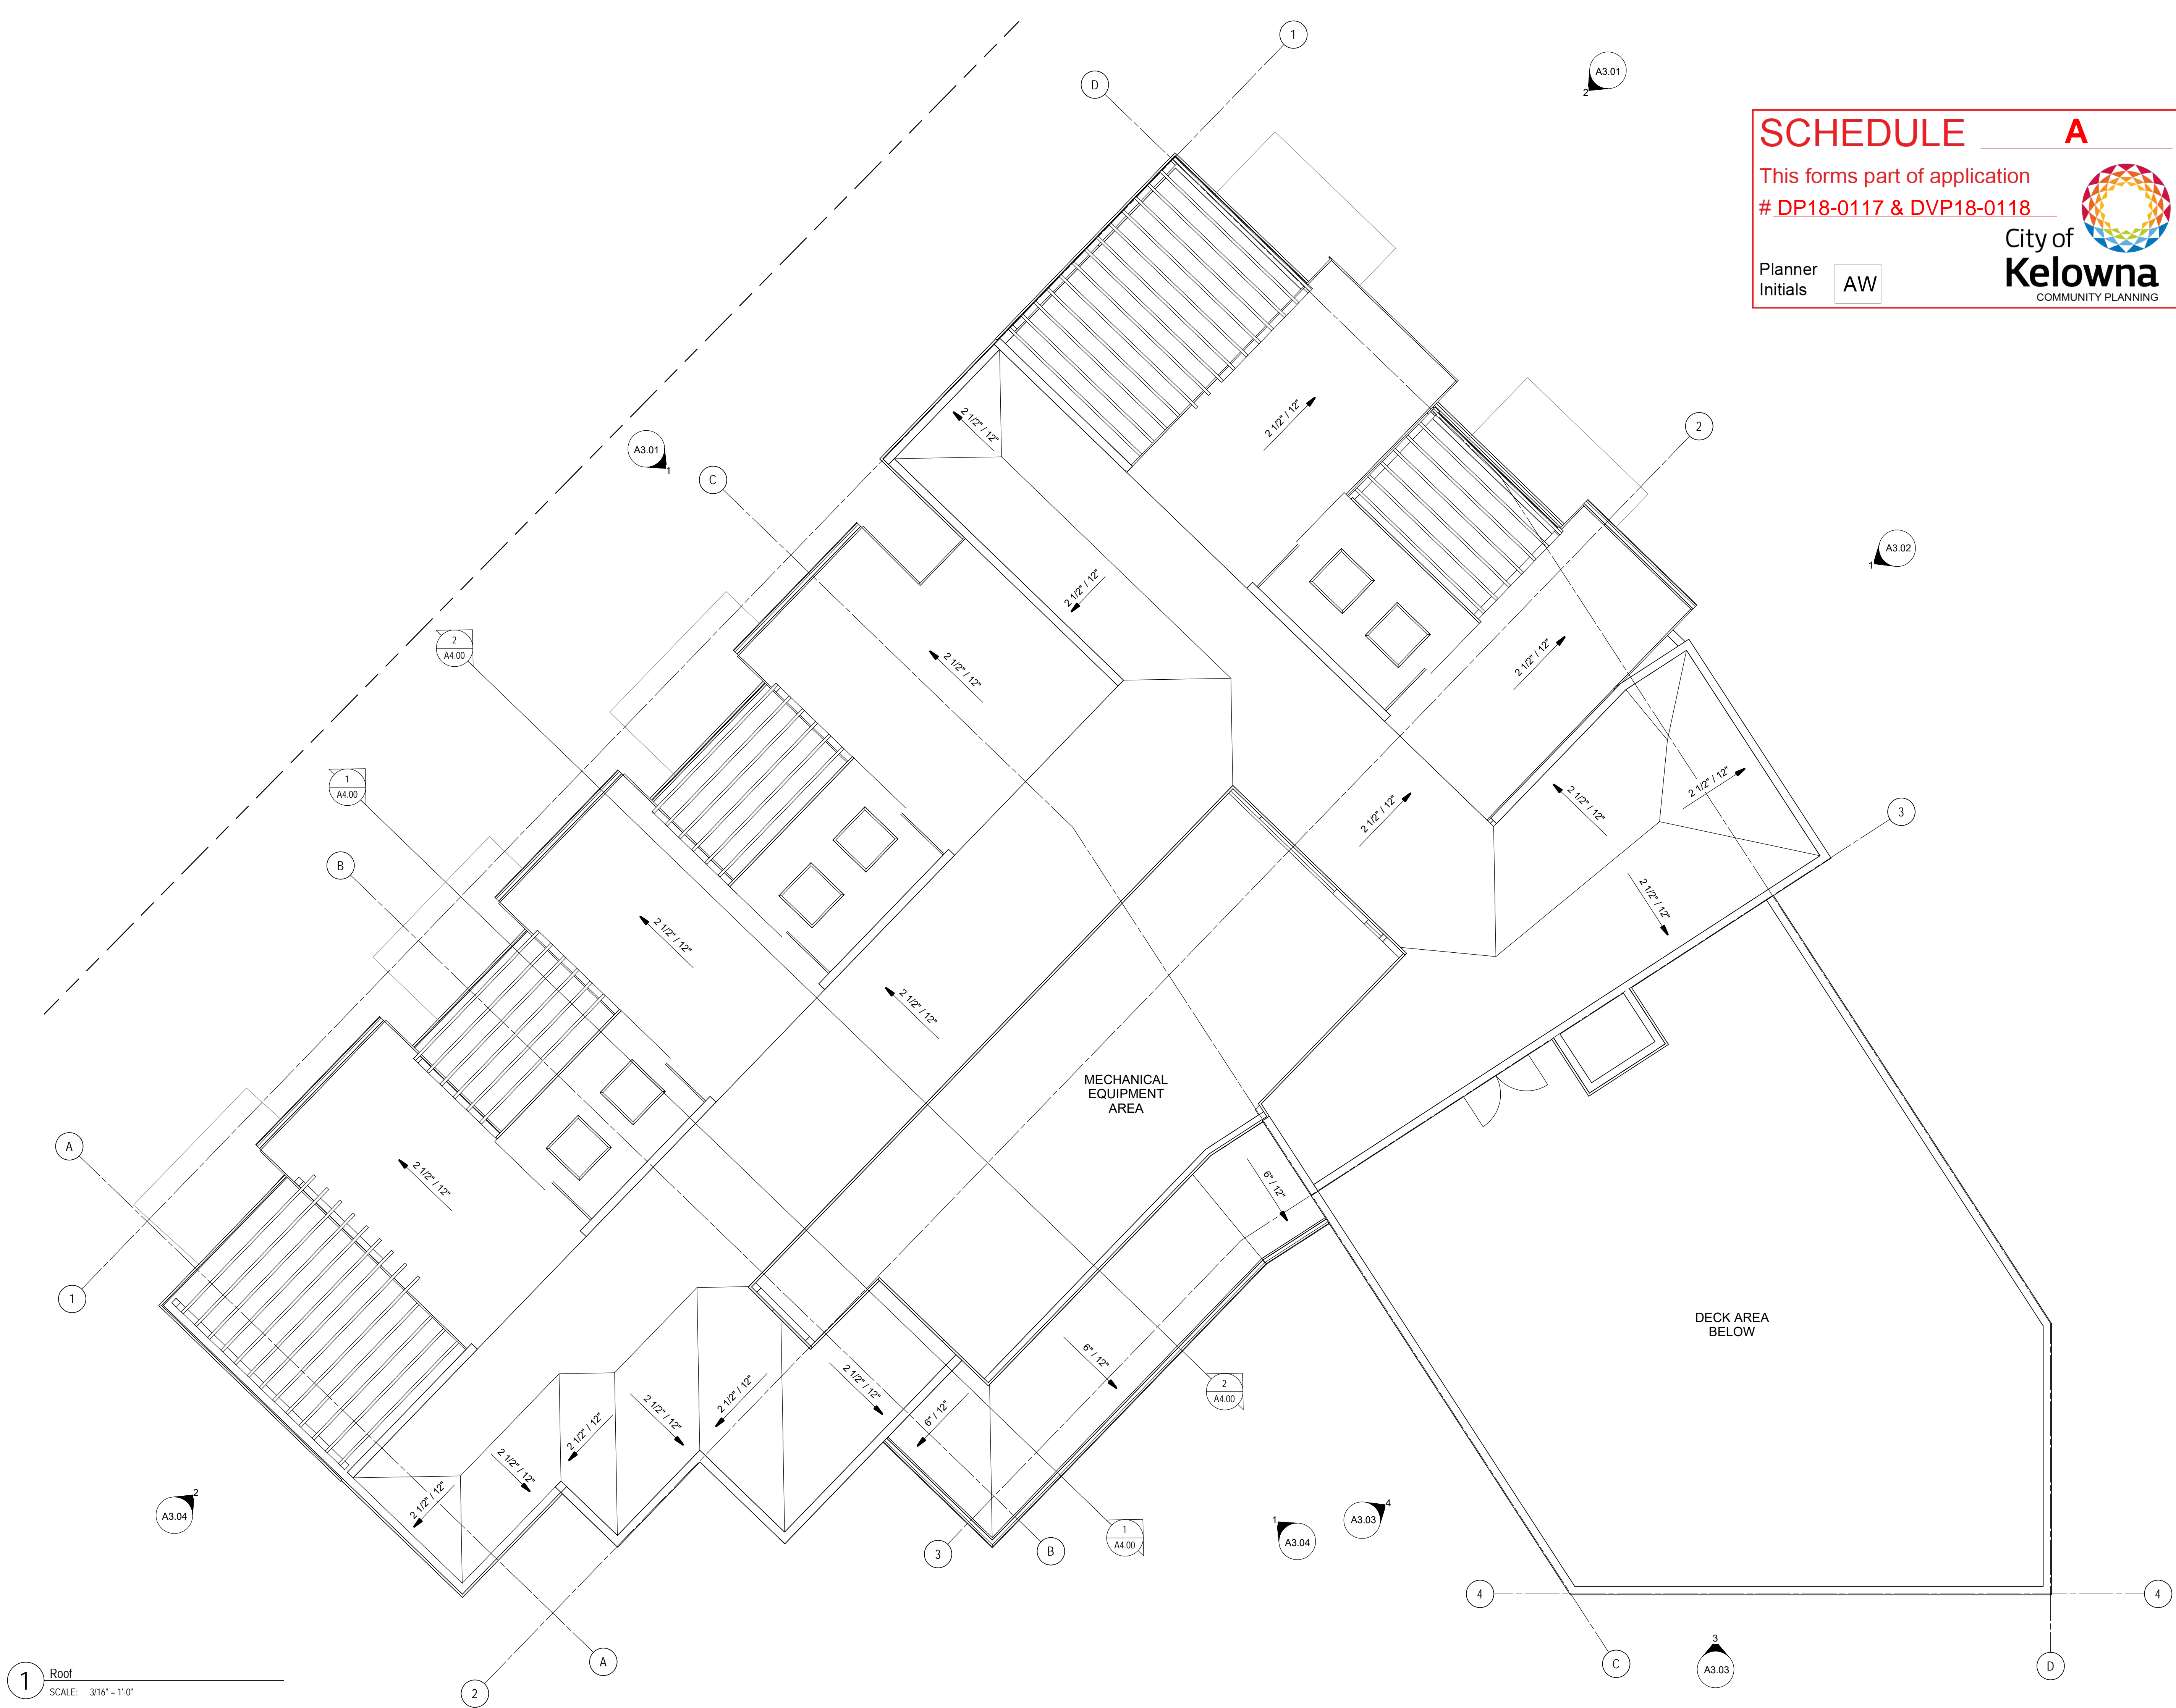 1
D
A3.01
2
SCHEDULE A
This forms part of application
# DP18-0117 & DVP18-0118
City of
Kelowna
COMMUNITY PLANNING
Planner
Initials
AW
2 1/2" / 12"
2 1/2" / 12"
A3.01
1
C
2
A3.02
1
2 1/2" / 12"
2
A4.00
2 1/2" / 12"
2 1/2" / 12"
1
A4.00
2 1/2" / 12"
2 1/2" / 12"
2 1/2" / 12"
3
B
2 1/2" / 12"
2 1/2" / 12"
2 1/2" / 12"
MECHANICAL
EQUIPMENT
AREA
A
2 1/2" / 12"
6" / 12"
1
DECK AREA
BELOW
6" / 12"
2 1/2" / 12"
2 1/2" / 12"
2
A4.00
6" / 12"
2 1/2" / 12"
2 1/2" / 12"
2 1/2" / 12"
2 1/2" / 12"
2
A3.04
1
A4.00
1
A3.04
4
A3.03
3
B
4
4
A
C
3
A3.03
D
2
1
Roof
SCALE: 3/16" = 1'-0"